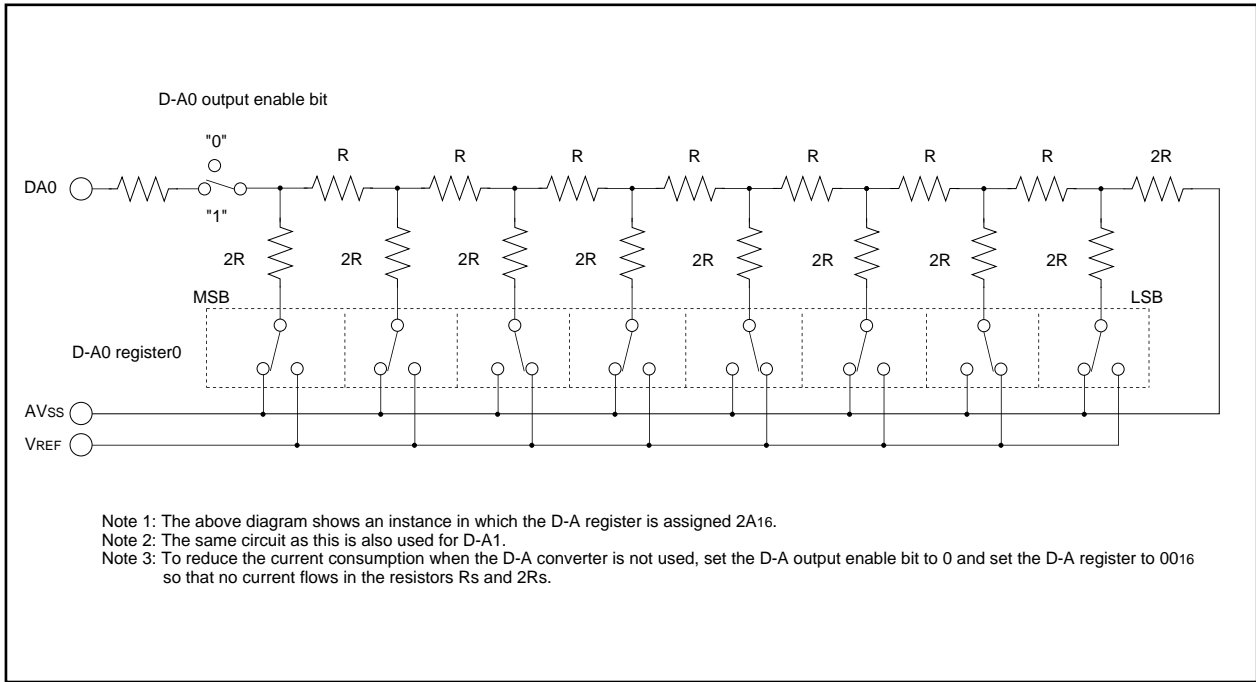 D-A0 output enable bit
"0"
R R R R R R R 2R
DA0
"1"
2R 2R 2R 2R 2R 2R 2R 2R
MSB LSB
D-A0 register0
AVSS
VREF
Note 1: The above diagram shows an instance in which the D-A register is assigned 2A16.
Note 2: The same circuit as this is also used for D-A1.
Note 3: To reduce the current consumption when the D-A converter is not used, set the D-A output enable bit to 0 and set the D-A register to 0016
so that no current flows in the resistors Rs and 2Rs.